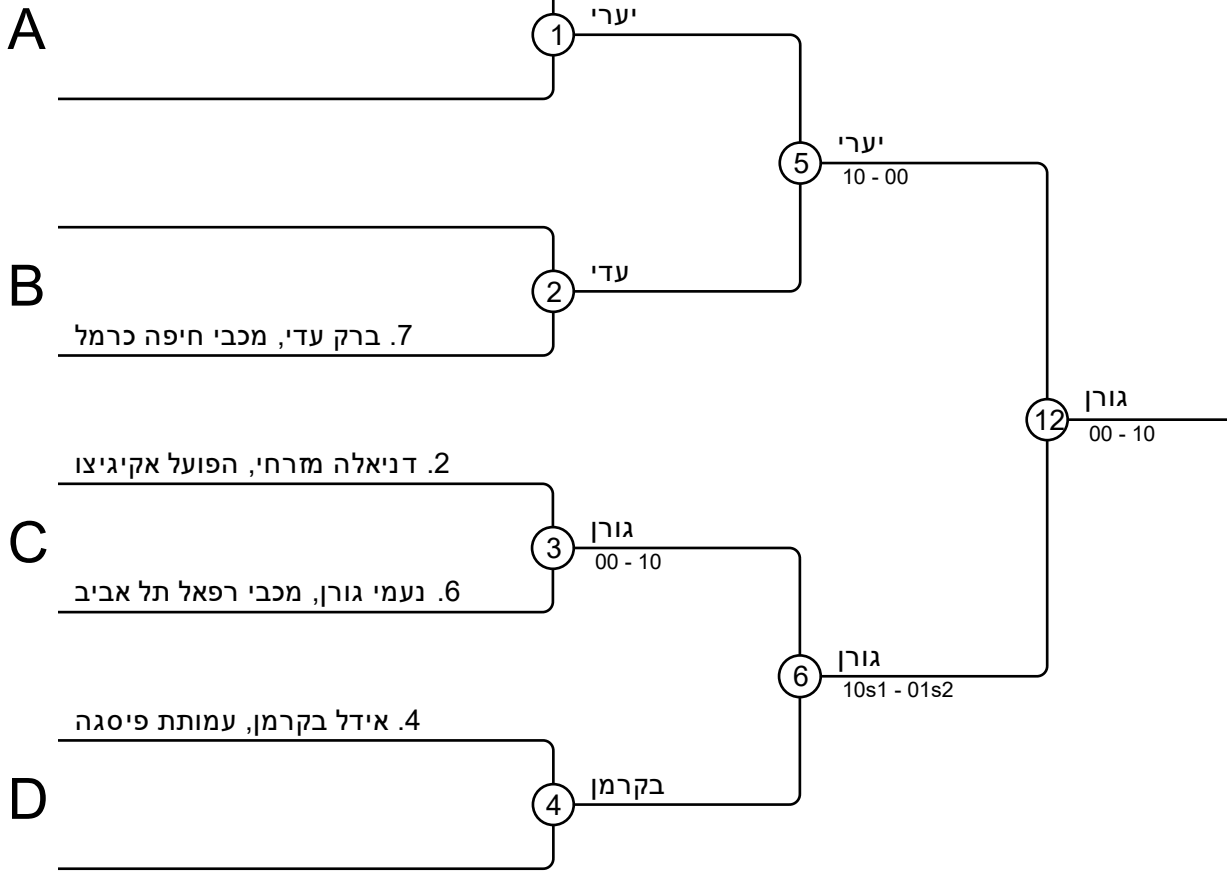 A
1
יערי
5
יערי
10 - 00
B
2
עדי
7. ברק עדי, מכבי חיפה כרמל
12
גורן
00 - 10
2. דניאלה מזרחי, הפועל אקיגיצו
C
3
גורן
00 - 10
6. נעמי גורן, מכבי רפאל תל אביב
6
גורן
10s1 - 01s2
4. אידל בקרמן, עמותת פיסגה
D
4
בקרמן